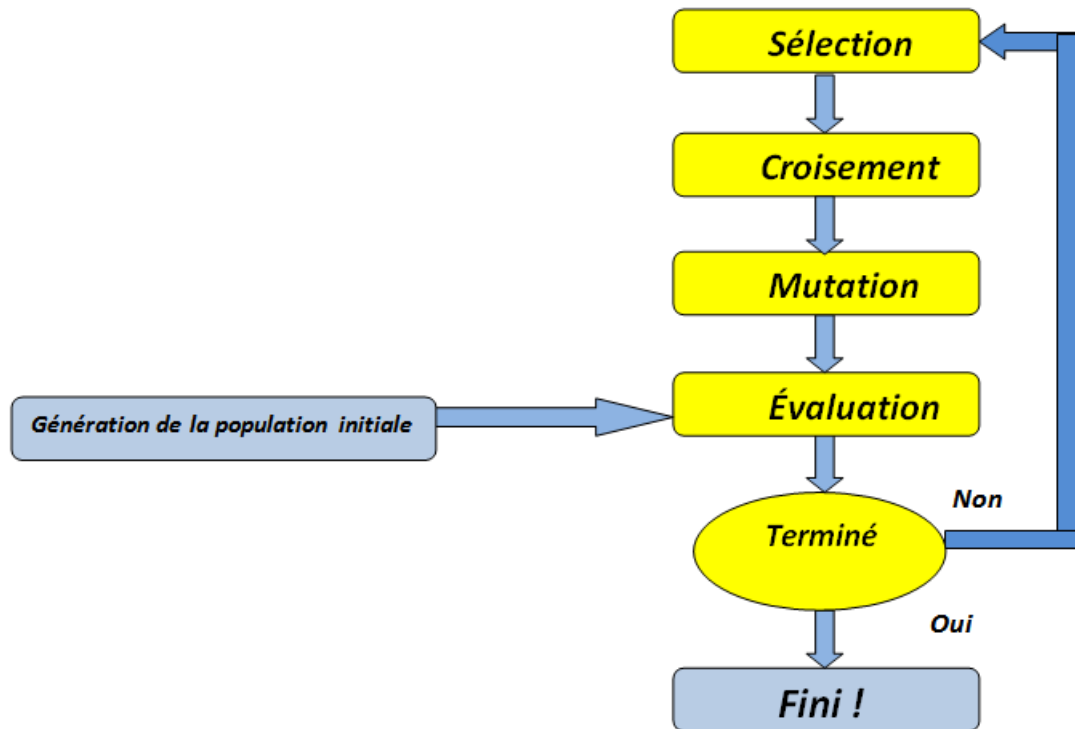 Sélection
Croisement
Mutation
Évaluation
Génération de la population initiale
Non
Terminé
Oui
Fini !